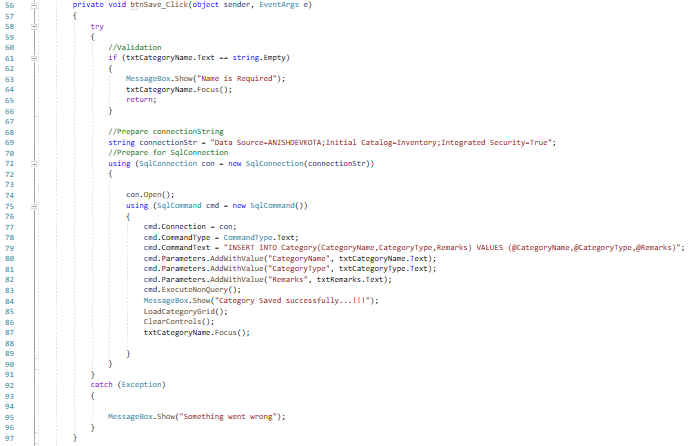 56 private void btnSave_Click(object sender, EventArgs e)
57 {
58 try
59 {
60 //Validation
61 if (txtCategoryName.Text == string.Empty)
62 {
63 MessageBox.Show("Name is Required");
64 txtCategoryName.Focus();
65 return;
66 }
67
68 //Prepare connectionString
69 string connectionStr = "Data Source=ANISHDEVKOTA;Initial Catalog=Inventory;Integrated Security=True";
70 //Prepare for SqlConnection
71 using (SqlConnection con = new SqlConnection(connectionStr))
72 {
73
74 con.Open();
75 using (SqlCommand cmd = new SqlCommand())
76 {
77 cmd.Connection = con;
78 cmd.CommandType = CommandType.Text;
79 cmd.CommandText = "INSERT INTO Category(CategoryName,CategoryType,Remarks) VALUES (@CategoryName,@CategoryType,@Remarks)";
80 cmd.Parameters.AddWithValue("CategoryName", txtCategoryName.Text);
81 cmd.Parameters.AddWithValue("CategoryType", txtCategoryType.Text);
82 cmd.Parameters.AddWithValue("Remarks", txtRemarks.Text);
83 cmd.ExecuteNonQuery();
84 MessageBox.Show("Category Saved successfully...!!!");
85 LoadCategoryGrid();
86 ClearControls();
87 txtCategoryName.Focus();
88
89 }
90 }
91 }
92 catch (Exception)
93 {
94
95 MessageBox.Show("Something went wrong");
96 }
97 }